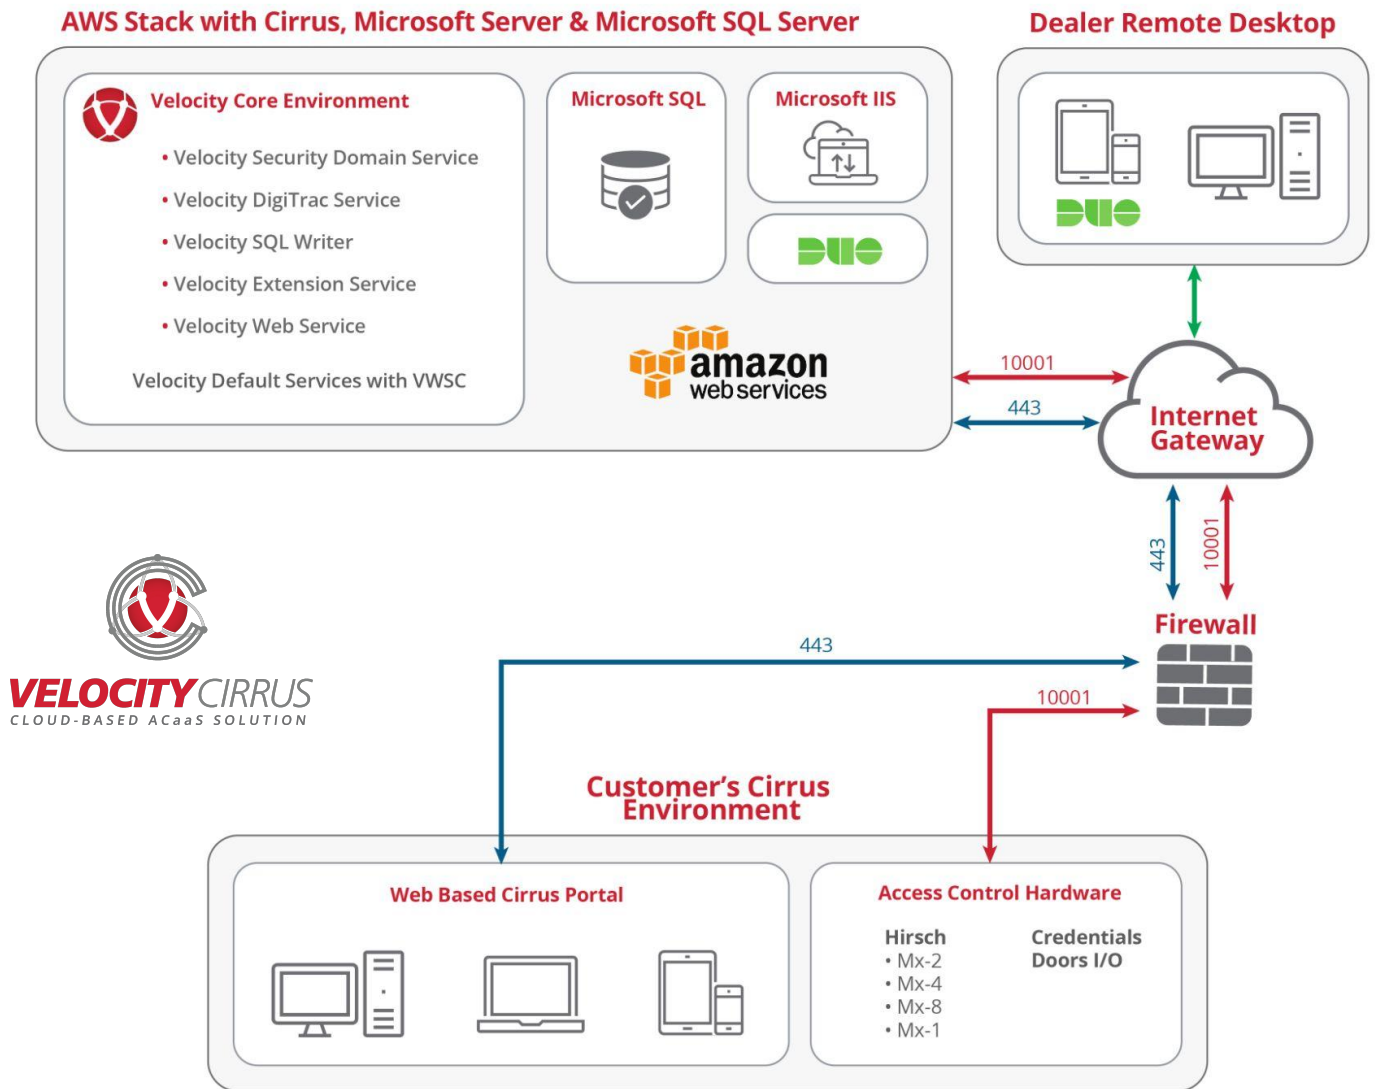 AWS Stack with Cirrus, Microsoft Server & Microsoft SQL Server
Dealer Remote Desktop
Velocity Core Environment
• Velocity Security Domain Service
• Velocity DigiTrac Service
• Velocity SQL Writer
• Velocity Extension Service
• Velocity Web Service
Velocity Default Services with VWSC
Microsoft SQL
Microsoft IIS
DUO
DUO
amazon
web services
10001
443
Internet
Gateway
443
10001
Firewall
VELOCITY CIRRUS
CLOUD-BASED ACaaS SOLUTION
443
10001
Customer’s Cirrus
Environment
Web Based Cirrus Portal
Access Control Hardware
Hirsch
• Mx-2
• Mx-4
• Mx-8
• Mx-1
Credentials
Doors I/O